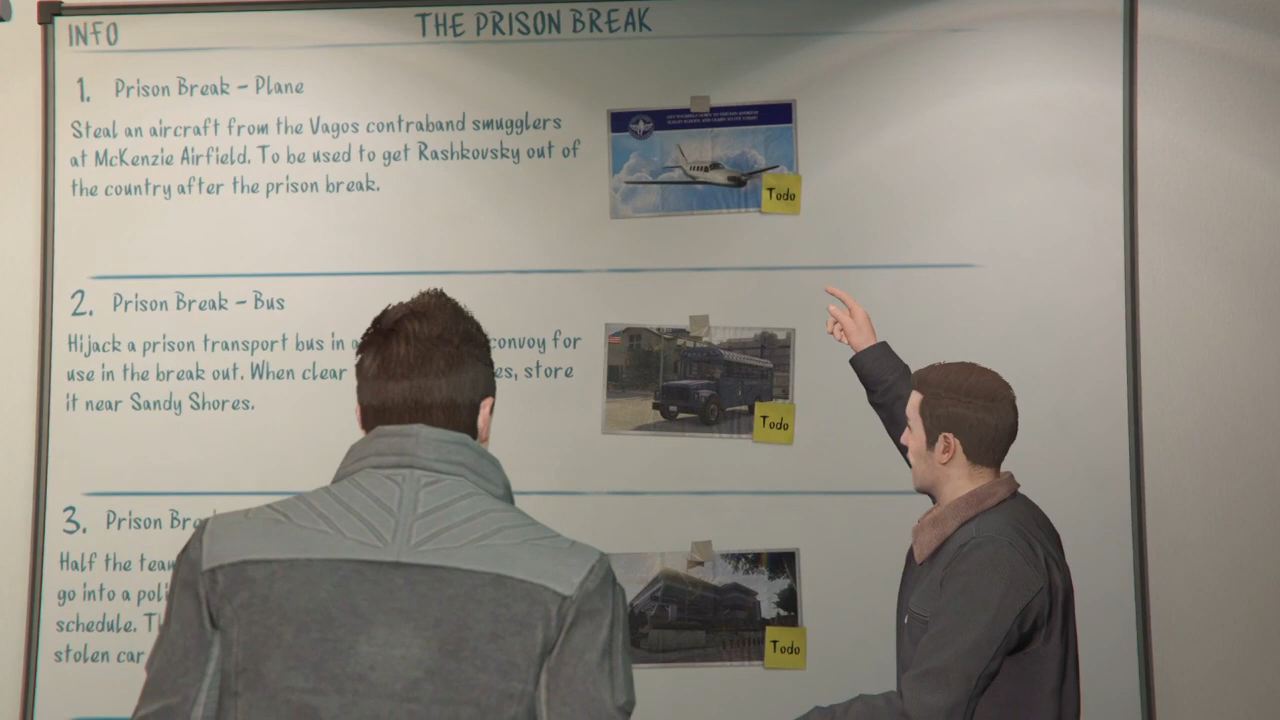 INFO
THE PRISON BREAK
1. Prison Break - Plane
Steal an aircraft from the Vagos contraband smugglers
at McKenzie Airfield. To be used to get Rashkovsky out of
the country after the prison break.
Todo
2. Prison Break - Bus
Hijack a prison transport bus in a convoy for
use in the break out. When clear es, store
it near Sandy Shores.
Todo
3. Prison Bre
Half the tea
go into a poli
schedule. T
stolen car
Todo